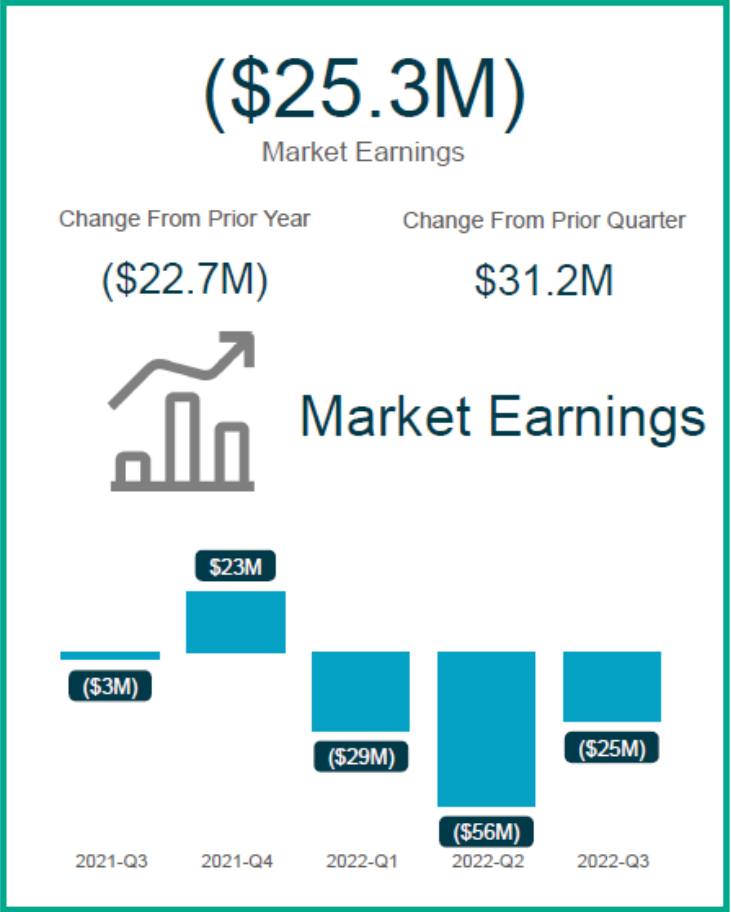 ($25.3M)
Market Earnings
Change From Prior Year
Change From Prior Quarter
($22.7M)
$31.2M
Market Earnings
$23M
($3M)
($29M)
($25M)
($56M)
2021-Q3
2021-Q4
2022-Q1
2022-Q2
2022-Q3